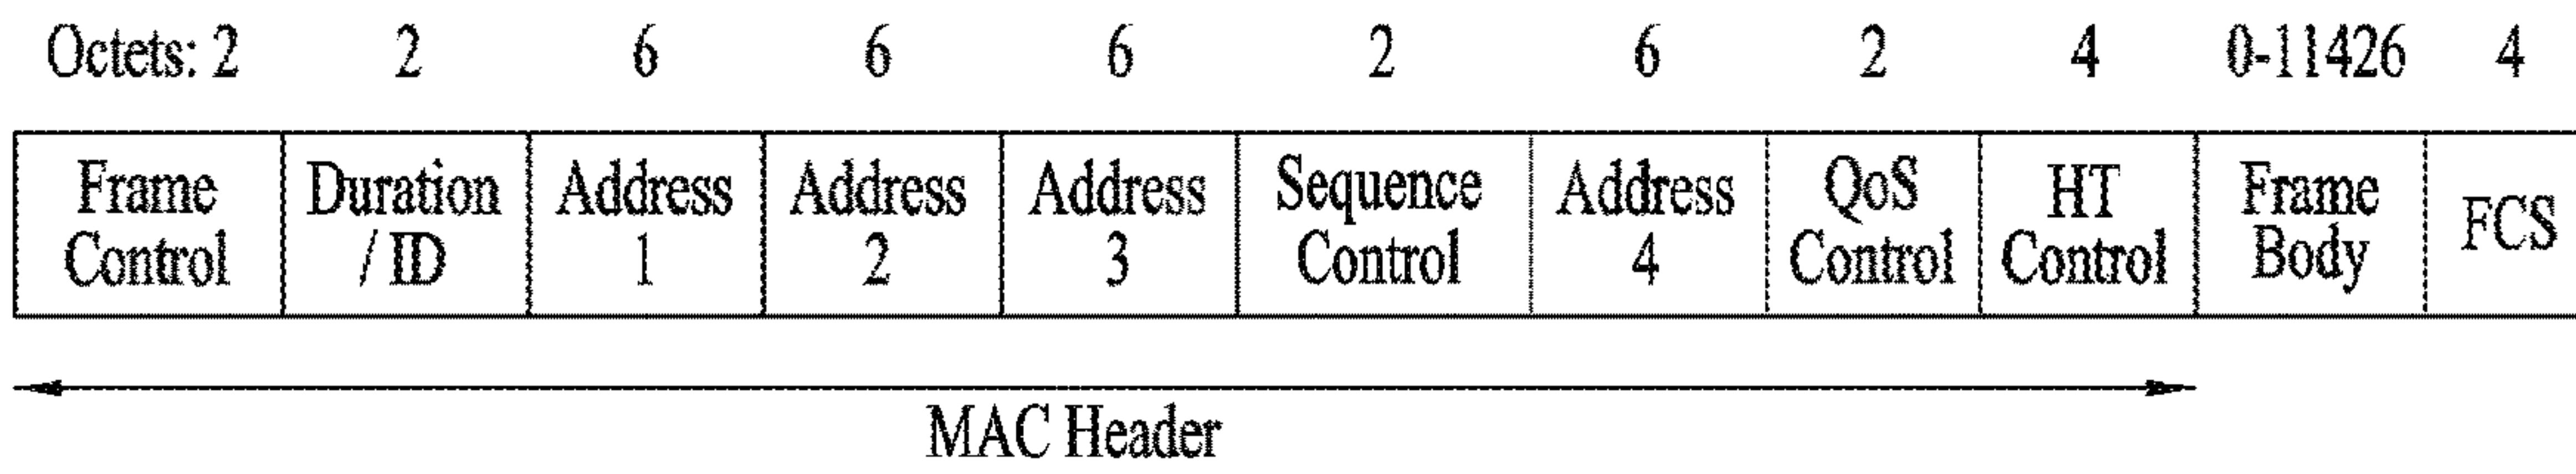 Octets: 2 2 6 6 6 2 6 2 4 0-11426 4
Frame Control Duration / ID Address 1 Address 2 Address 3 Sequence Control Address 4 QoS Control HT Control Frame Body FCS
MAC Header